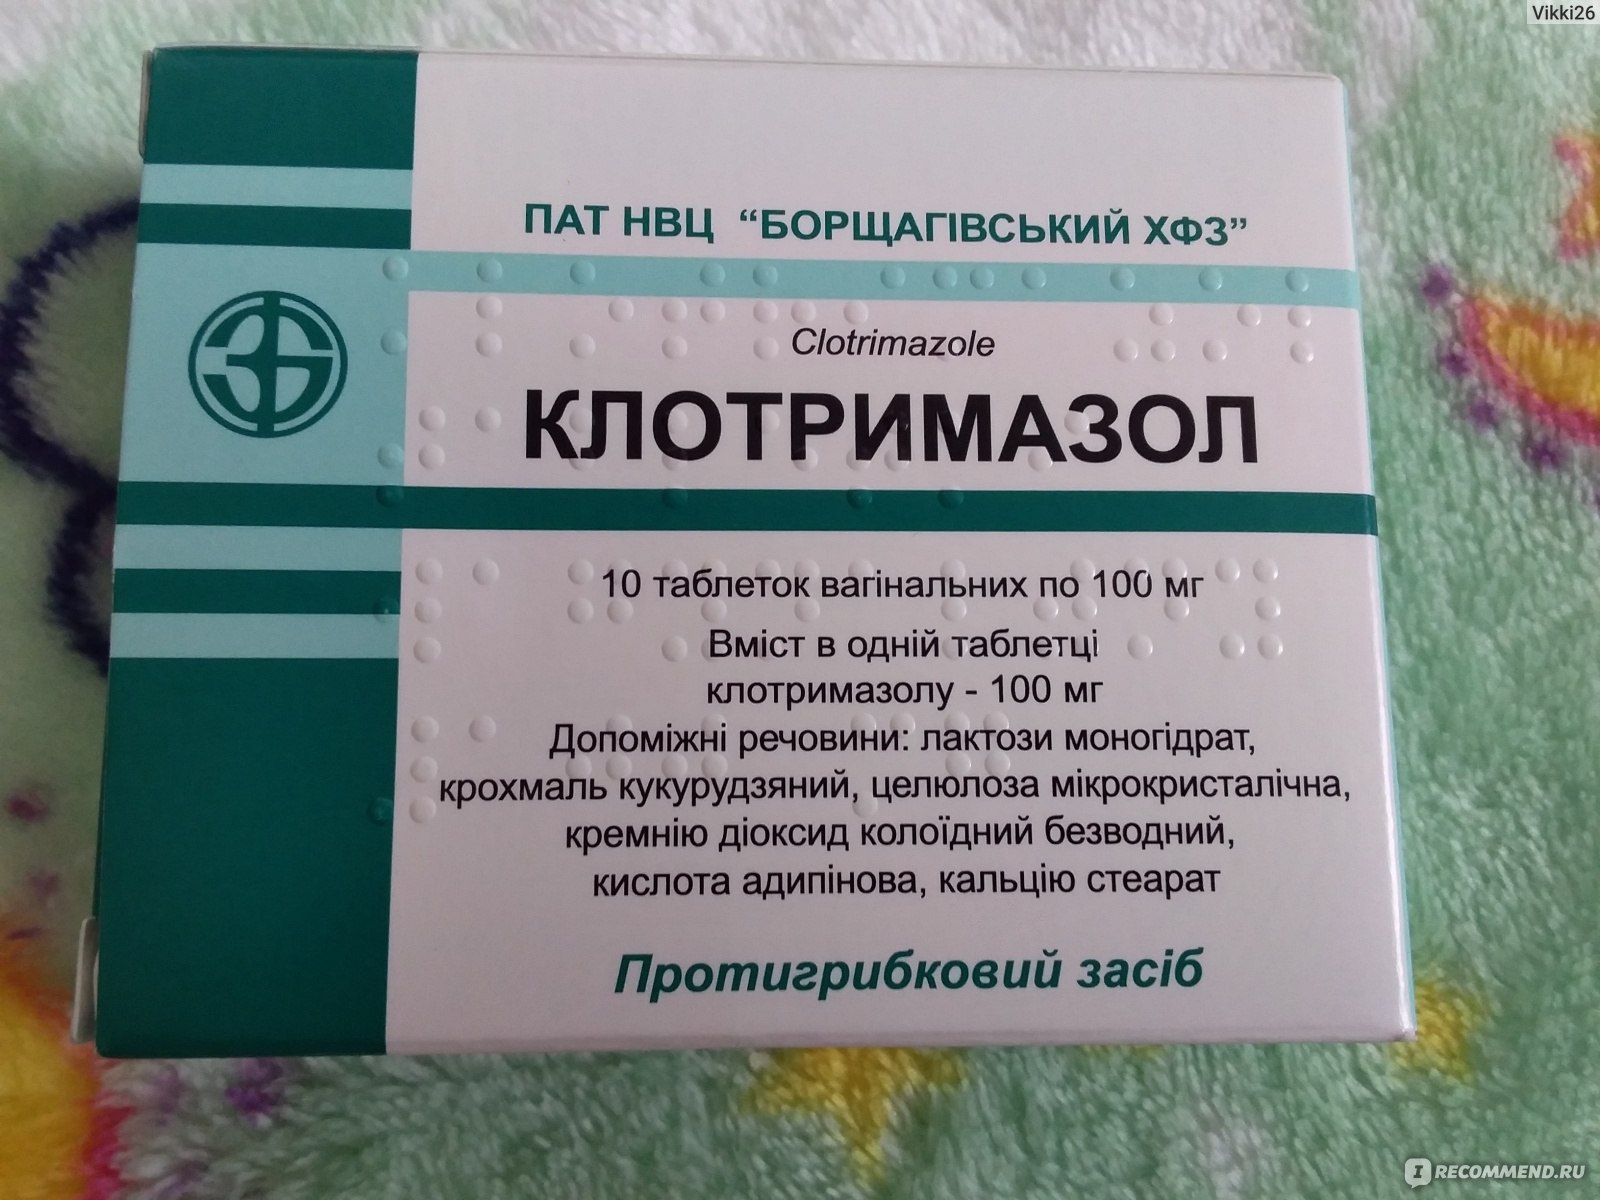 Vikki26
ПАТ НВЦ “БОРЩАГІВСЬКИЙ ХФЗ”
Clotrimazole
КЛОТРИМАЗОЛ
10 таблеток вагінальних по 100 мг
Вміст в одній таблетці
клотримазолу - 100 мг
Допоміжні речовини: лактози моногідрат,
крохмаль кукурудзяний, целюлоза мікрокристалічна,
кремнію діоксид колоїдний безводний,
кислота адипінова, кальцію стеарат
Протигрибковий засіб
IRECOMMEND.RU